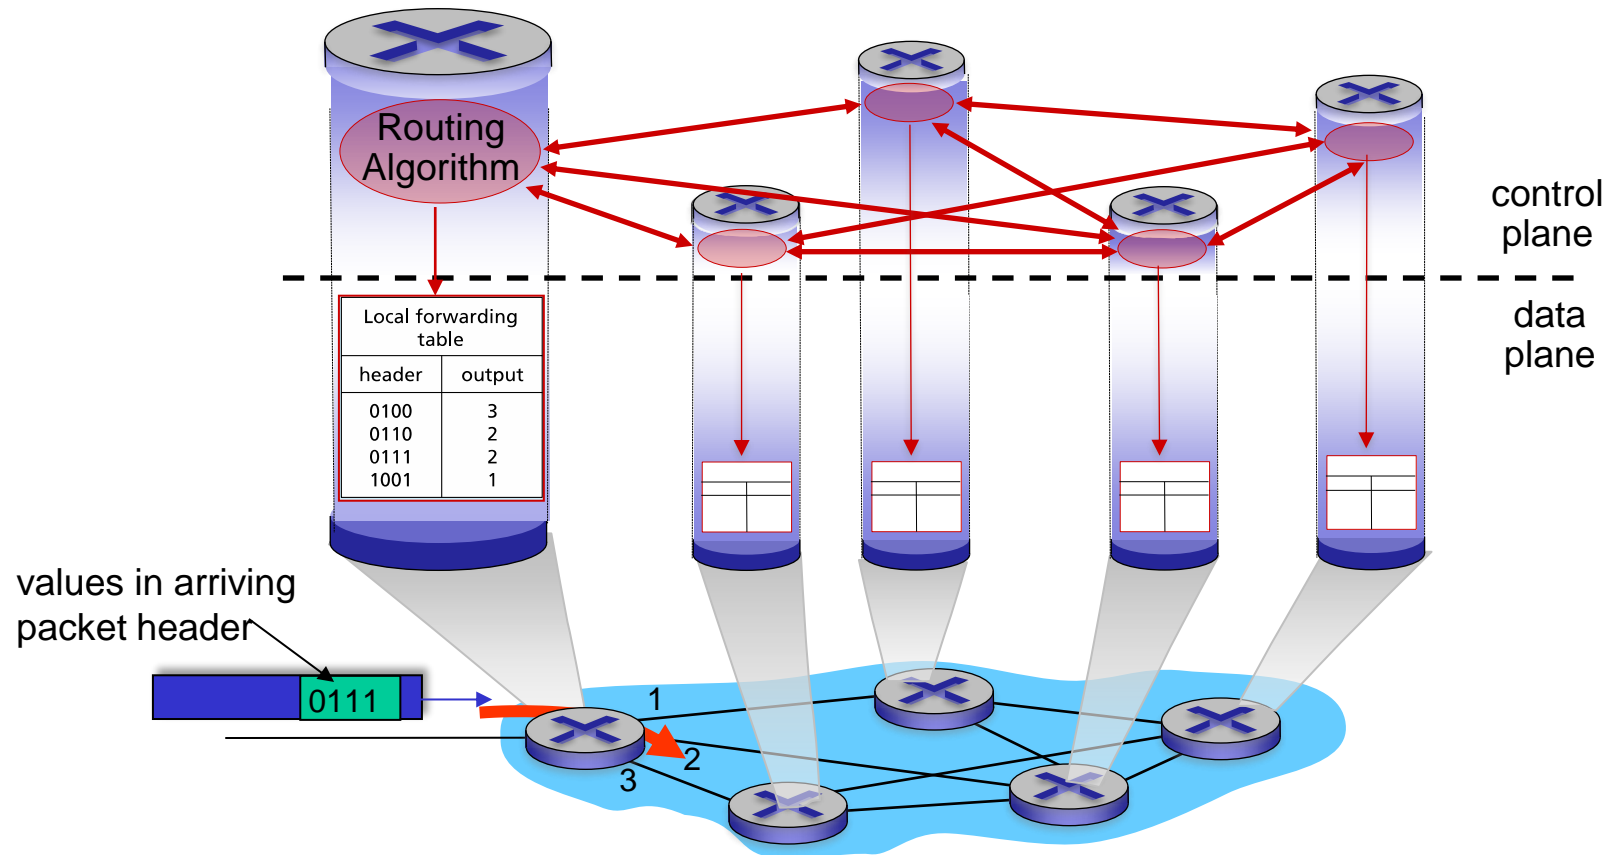 Routing
Algorithm
control
plane
data
plane
Local forwarding
table
header output
0100 3
0110 2
0111 2
1001 1
values in arriving
packet header
0111
1
2
3